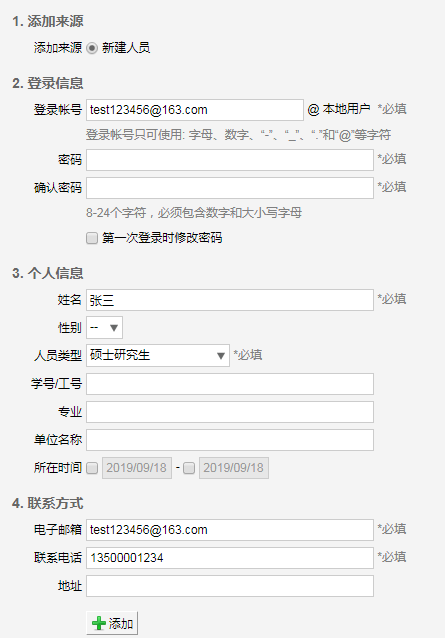 1. 添加来源
添加来源 新建人员
2. 登录信息
登录帐号 test123456@163.com @ 本地用户 *必填
登录帐号只可使用: 字母、数字、“-”、“_”、“.”和“@”等字符
密码 *必填
确认密码 *必填
8-24个字符，必须包含数字和大小写字母
第一次登录时修改密码
3. 个人信息
姓名 张三 *必填
性别 --
人员类型 硕士研究生 *必填
学号/工号
专业
单位名称
所在时间 2019/09/18 - 2019/09/18
4. 联系方式
电子邮箱 test123456@163.com *必填
联系电话 13500001234 *必填
地址
添加